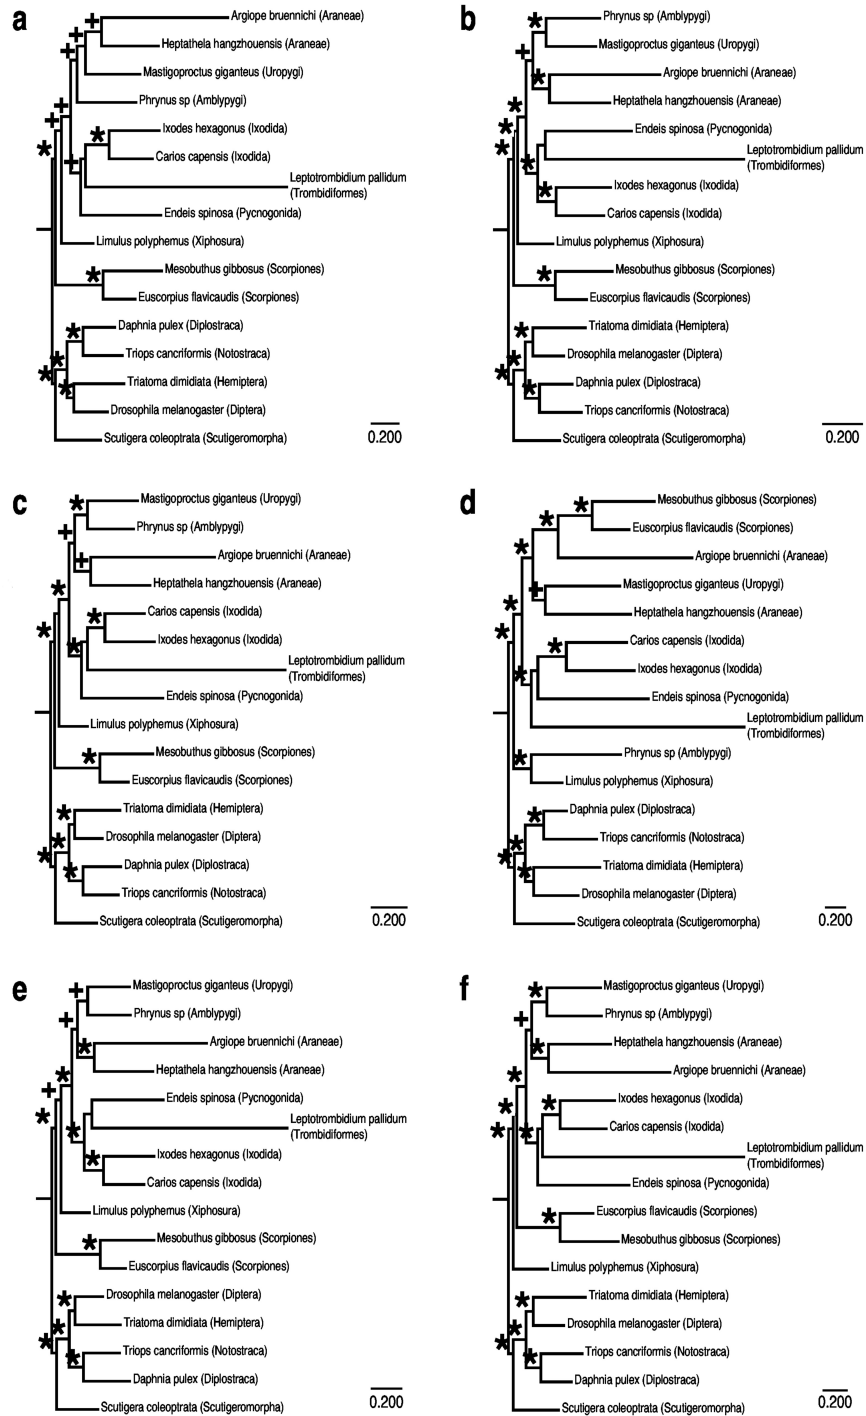 a
Argiope bruennichi (Araneae)
Heptathela hangzhouensis (Araneae)
Mastigoproctus giganteus (Uropygi)
Phrynus sp (Amblypygi)
Ixodes hexagonus (Ixodida)
Carios capensis (Ixodida)
Leptotrombidium pallidum
(Trombidiformes)
Endeis spinosa (Pycnogonida)
Limulus polyphemus (Xiphosura)
Mesobuthus gibbosus (Scorpiones)
Euscorpius flavicaudis (Scorpiones)
Daphnia pulex (Diplostraca)
Triops cancriformis (Notostraca)
Triatoma dimidiata (Hemiptera)
Drosophila melanogaster (Diptera)
Scutigera coleoptrata (Scutigeromorpha)
0.200
b
Phrynus sp (Amblypygi)
Mastigoproctus giganteus (Uropygi)
Argiope bruennichi (Araneae)
Heptathela hangzhouensis (Araneae)
Endeis spinosa (Pycnogonida)
Leptotrombidium pallidum
(Trombidiformes)
Ixodes hexagonus (Ixodida)
Carios capensis (Ixodida)
Limulus polyphemus (Xiphosura)
Mesobuthus gibbosus (Scorpiones)
Euscorpius flavicaudis (Scorpiones)
Triatoma dimidiata (Hemiptera)
Drosophila melanogaster (Diptera)
Daphnia pulex (Diplostraca)
Triops cancriformis (Notostraca)
Scutigera coleoptrata (Scutigeromorpha)
0.200
c
Mastigoproctus giganteus (Uropygi)
Phrynus sp (Amblypygi)
Argiope bruennichi (Araneae)
Heptathela hangzhouensis (Araneae)
Carios capensis (Ixodida)
Ixodes hexagonus (Ixodida)
Leptotrombidium pallidum
(Trombidiformes)
Endeis spinosa (Pycnogonida)
Limulus polyphemus (Xiphosura)
Mesobuthus gibbosus (Scorpiones)
Euscorpius flavicaudis (Scorpiones)
Triatoma dimidiata (Hemiptera)
Drosophila melanogaster (Diptera)
Daphnia pulex (Diplostraca)
Triops cancriformis (Notostraca)
Scutigera coleoptrata (Scutigeromorpha)
0.200
d
Mesobuthus gibbosus (Scorpiones)
Euscorpius flavicaudis (Scorpiones)
Argiope bruennichi (Araneae)
Mastigoproctus giganteus (Uropygi)
Heptathela hangzhouensis (Araneae)
Carios capensis (Ixodida)
Ixodes hexagonus (Ixodida)
Endeis spinosa (Pycnogonida)
Leptotrombidium pallidum
(Trombidiformes)
Phrynus sp (Amblypygi)
Limulus polyphemus (Xiphosura)
Daphnia pulex (Diplostraca)
Triops cancriformis (Notostraca)
Triatoma dimidiata (Hemiptera)
Drosophila melanogaster (Diptera)
Scutigera coleoptrata (Scutigeromorpha)
0.200
e
Mastigoproctus giganteus (Uropygi)
Phrynus sp (Amblypygi)
Argiope bruennichi (Araneae)
Heptathela hangzhouensis (Araneae)
Endeis spinosa (Pycnogonida)
Leptotrombidium pallidum
(Trombidiformes)
Ixodes hexagonus (Ixodida)
Carios capensis (Ixodida)
Limulus polyphemus (Xiphosura)
Mesobuthus gibbosus (Scorpiones)
Euscorpius flavicaudis (Scorpiones)
Drosophila melanogaster (Diptera)
Triatoma dimidiata (Hemiptera)
Triops cancriformis (Notostraca)
Daphnia pulex (Diplostraca)
Scutigera coleoptrata (Scutigeromorpha)
0.200
f
Mastigoproctus giganteus (Uropygi)
Phrynus sp (Amblypygi)
Heptathela hangzhouensis (Araneae)
Argiope bruennichi (Araneae)
Ixodes hexagonus (Ixodida)
Carios capensis (Ixodida)
Leptotrombidium pallidum
(Trombidiformes)
Endeis spinosa (Pycnogonida)
Euscorpius flavicaudis (Scorpiones)
Mesobuthus gibbosus (Scorpiones)
Limulus polyphemus (Xiphosura)
Triatoma dimidiata (Hemiptera)
Drosophila melanogaster (Diptera)
Triops cancriformis (Notostraca)
Daphnia pulex (Diplostraca)
Scutigera coleoptrata (Scutigeromorpha)
0.200